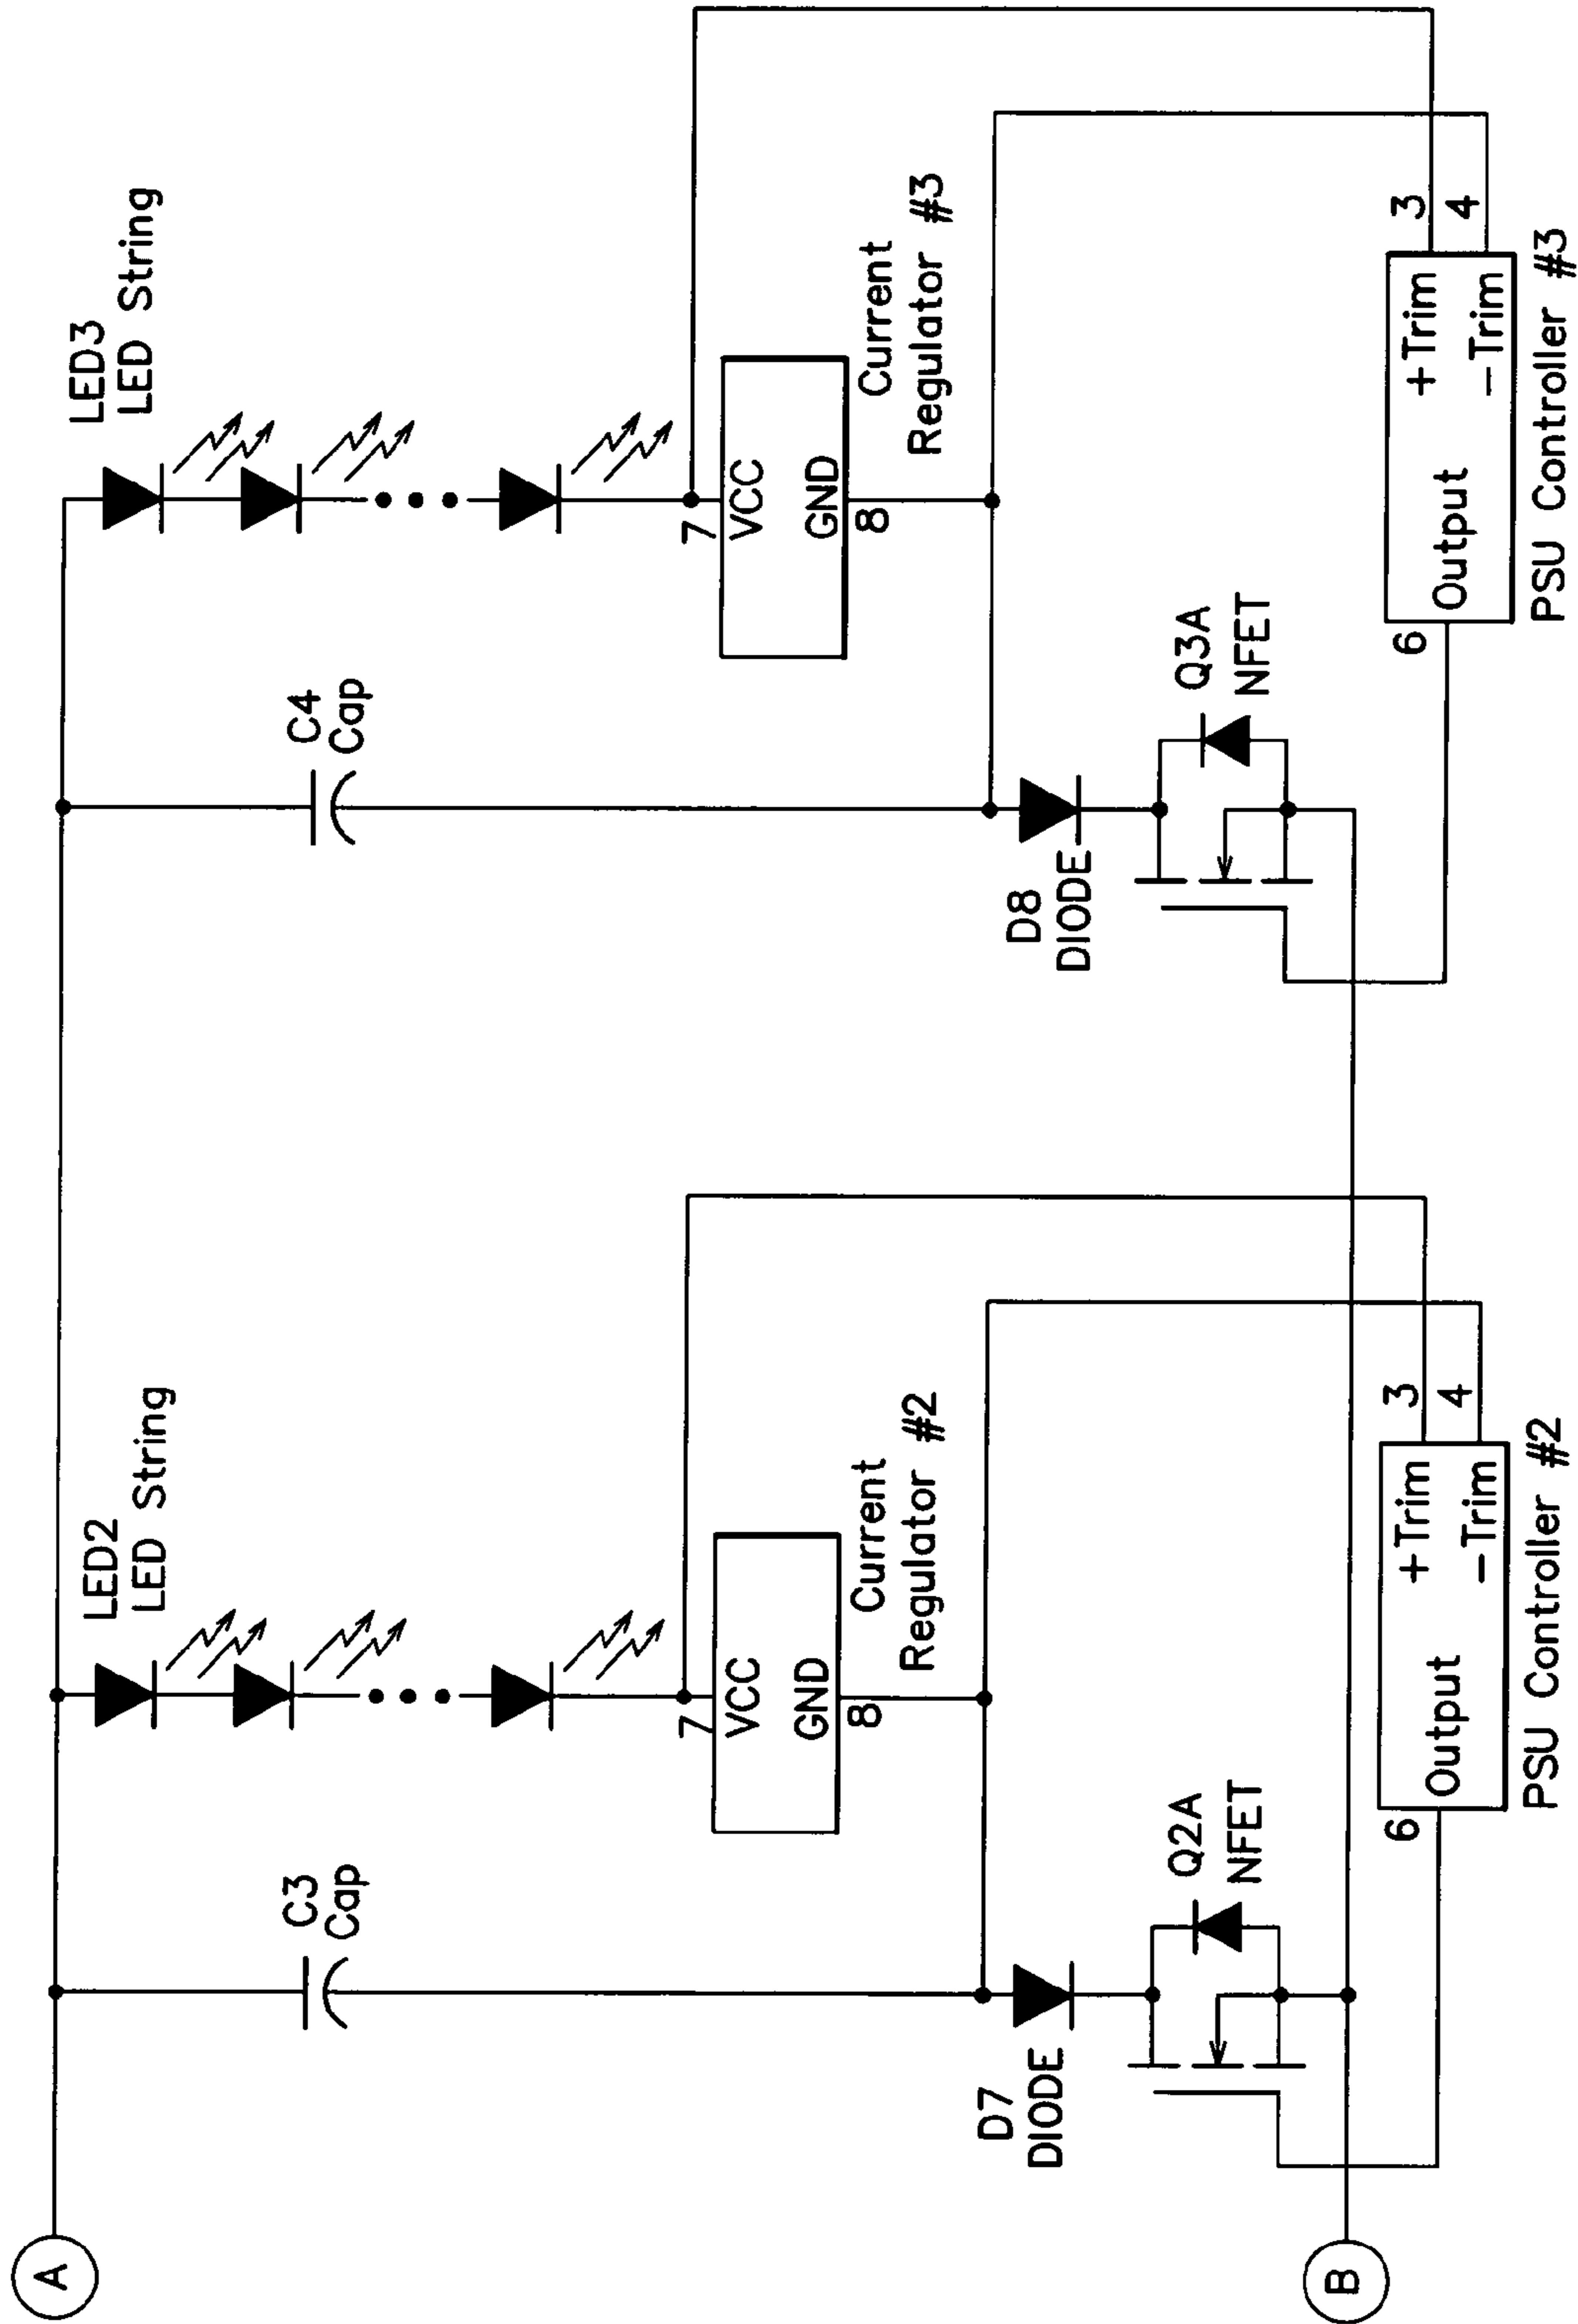 A
C3
Cap
LED2
LED String
7
VCC
GND
8
Current
Regulator #2
D7
DIODE
Q2A
NFET
6
Output
+Trim
−Trim
3
4
PSU Controller #2
B
C4
Cap
LED3
LED String
7
VCC
GND
8
Current
Regulator #3
D8
DIODE
Q3A
NFET
6
Output
+Trim
−Trim
3
4
PSU Controller #3